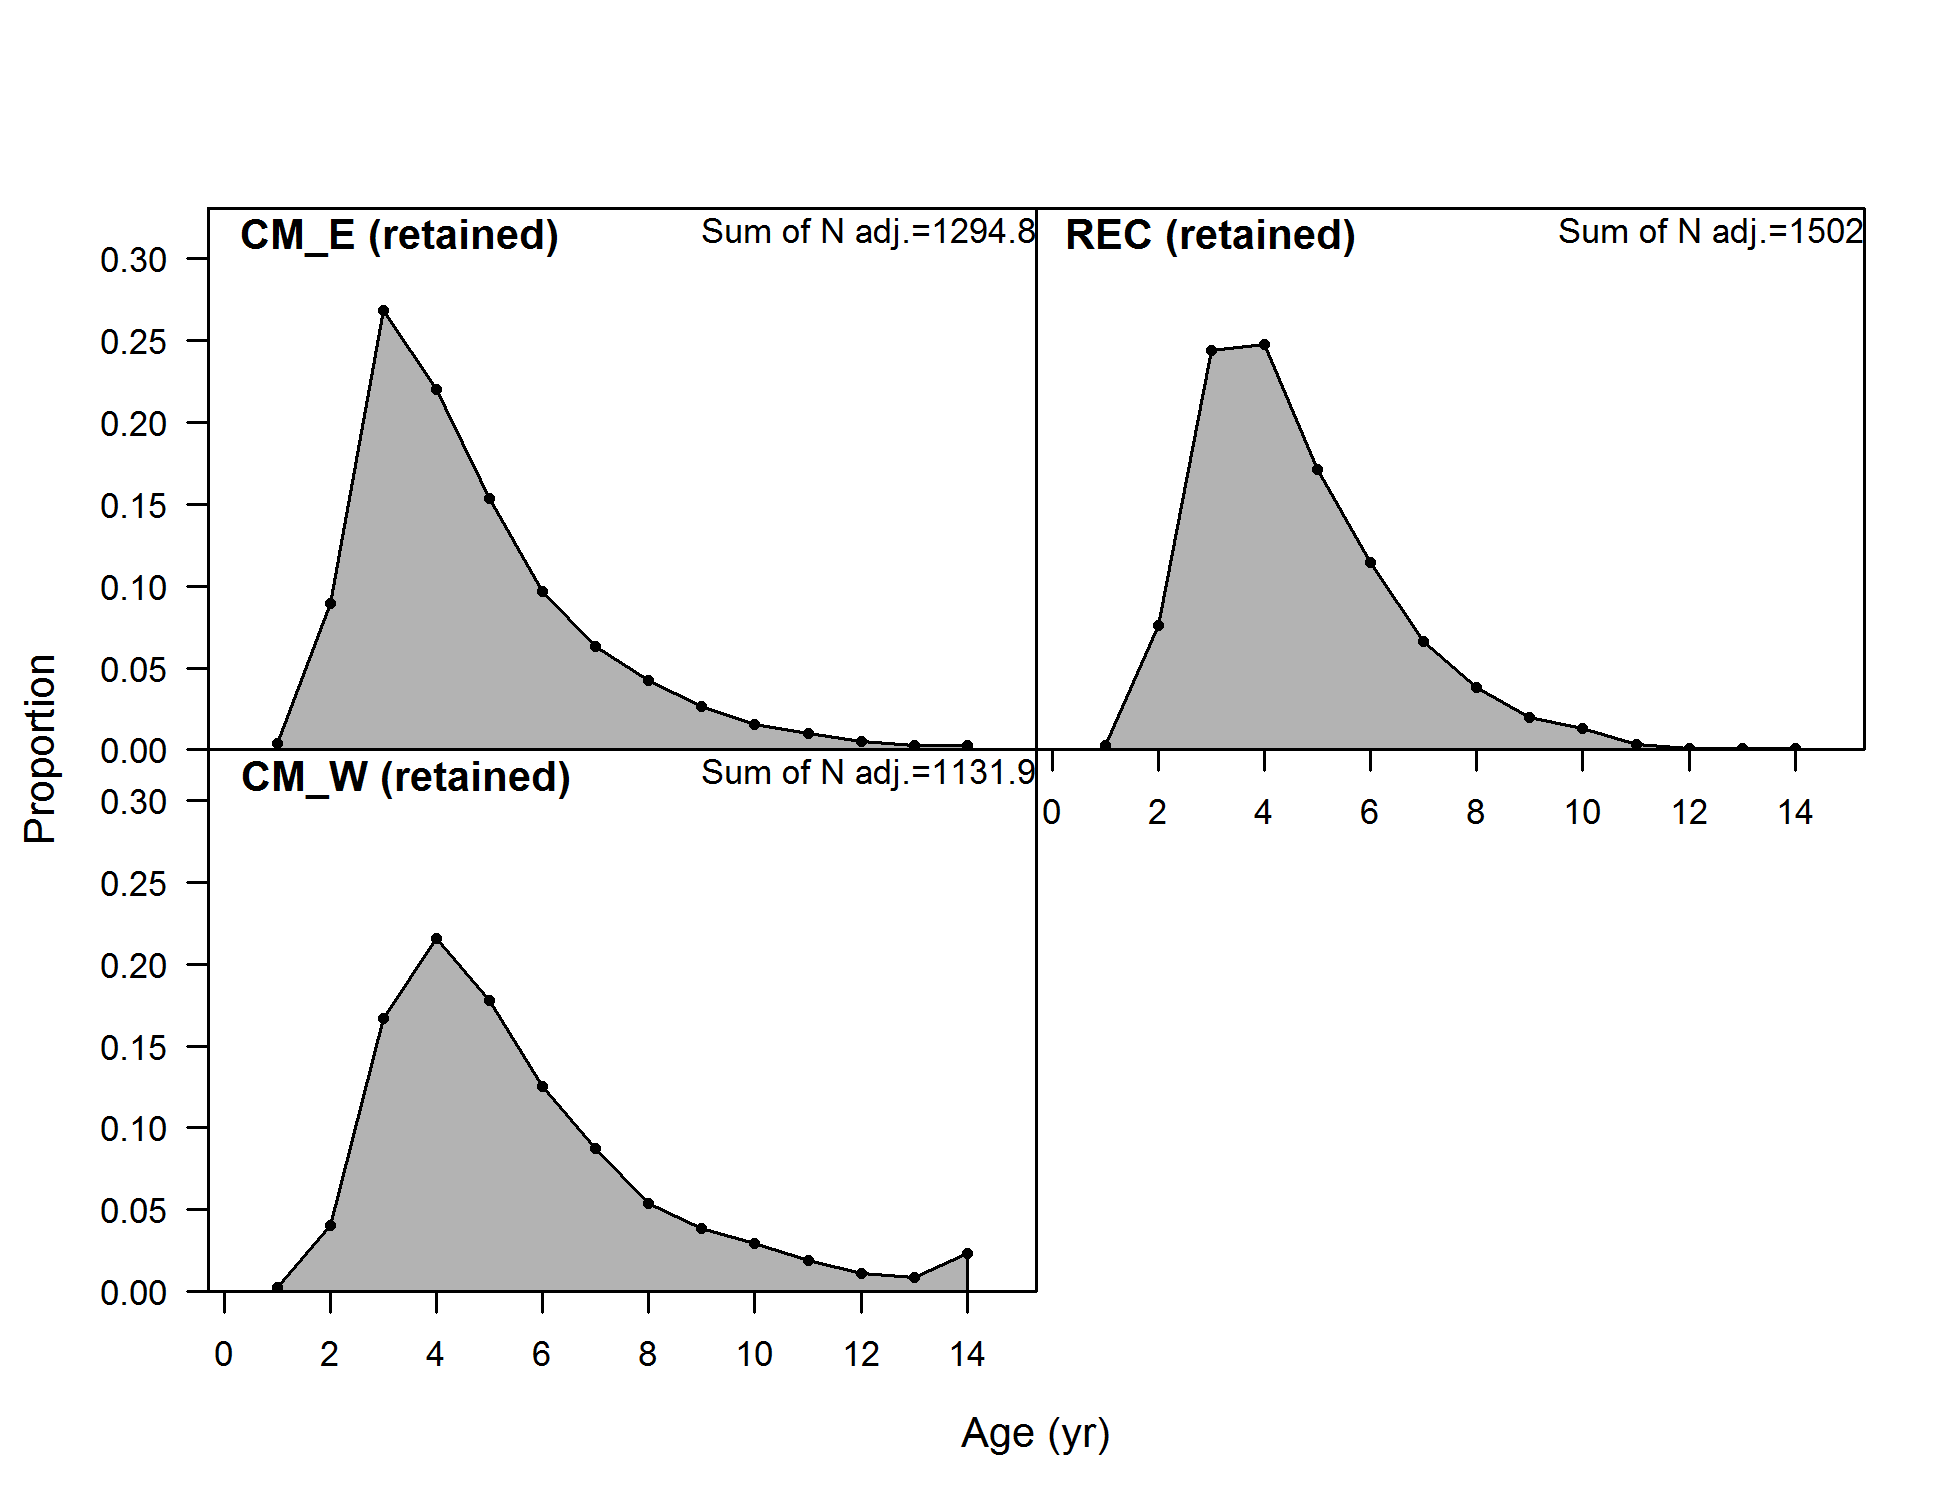 CM_E (retained)
Sum of N adj.=1294.8
REC (retained)
Sum of N adj.=1502
0.30
0.25
0.20
0.15
0.10
0.05
0.00
CM_W (retained)
Sum of N adj.=1131.9
0 2 4 6 8 10 12 14
0.30
0.25
0.20
0.15
0.10
0.05
0.00
0 2 4 6 8 10 12 14
Proportion
Age (yr)